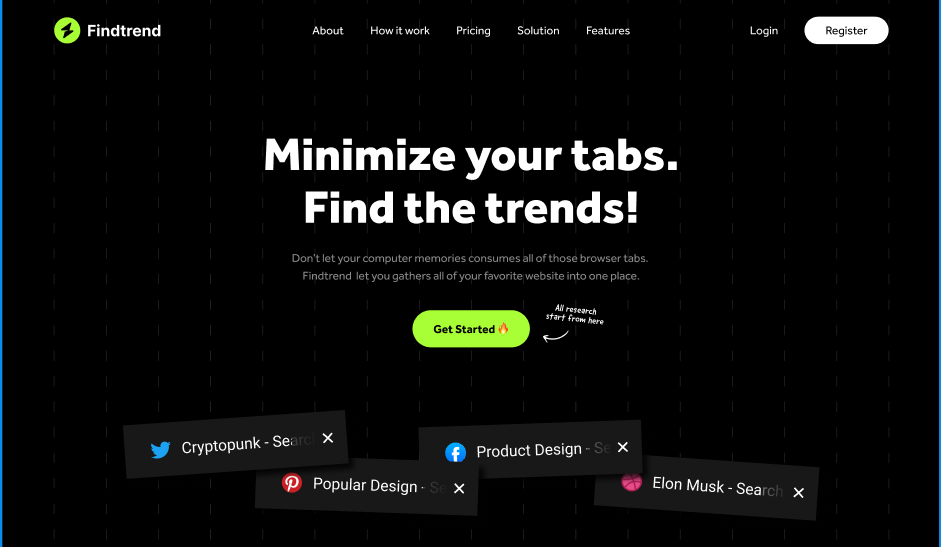 Findtrend
About How it work Pricing Solution Features
Login Register
Minimize your tabs.
Find the trends!
Don't let your computer memories consumes all of those browser tabs.
Findtrend let you gathers all of your favorite website into one place.
Get Started 🔥
All research
start from here
Cryptopunk - Search
Product Design - Se
Popular Design - Se
Elon Musk - Search